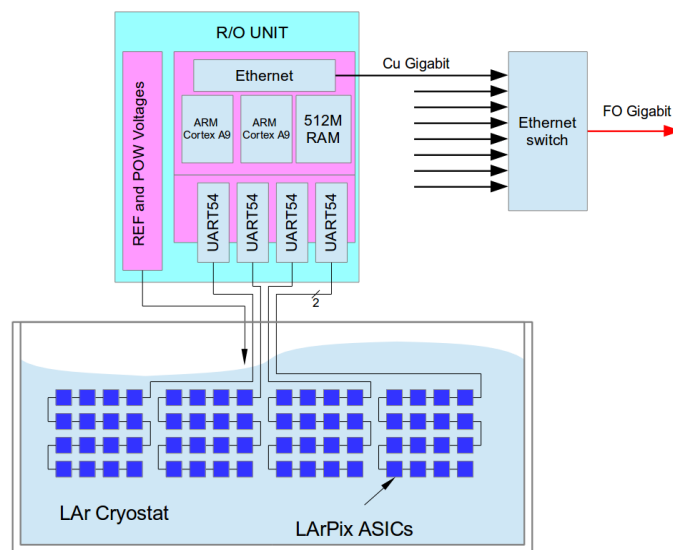 R/O UNIT
REF and POW Voltages
Ethernet
ARM
Cortex A9
ARM
Cortex A9
512M
RAM
UART54
UART54
UART54
UART54
Cu Gigabit
Ethernet
switch
FO Gigabit
2
LAr Cryostat
LArPix ASICs